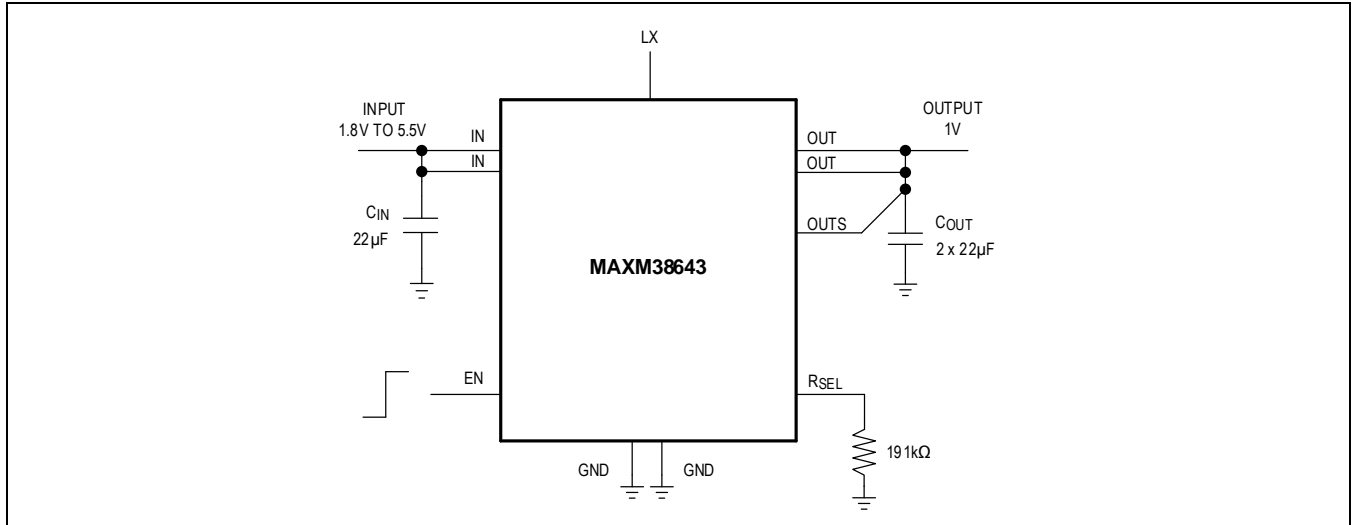 LX
INPUT
1.8V TO 5.5V
OUTPUT
1V
IN
IN
OUT
OUT
OUTS
CIN
22µF
COUT
2 x 22µF
MAXM38643
EN
RSEL
191kΩ
GND
GND